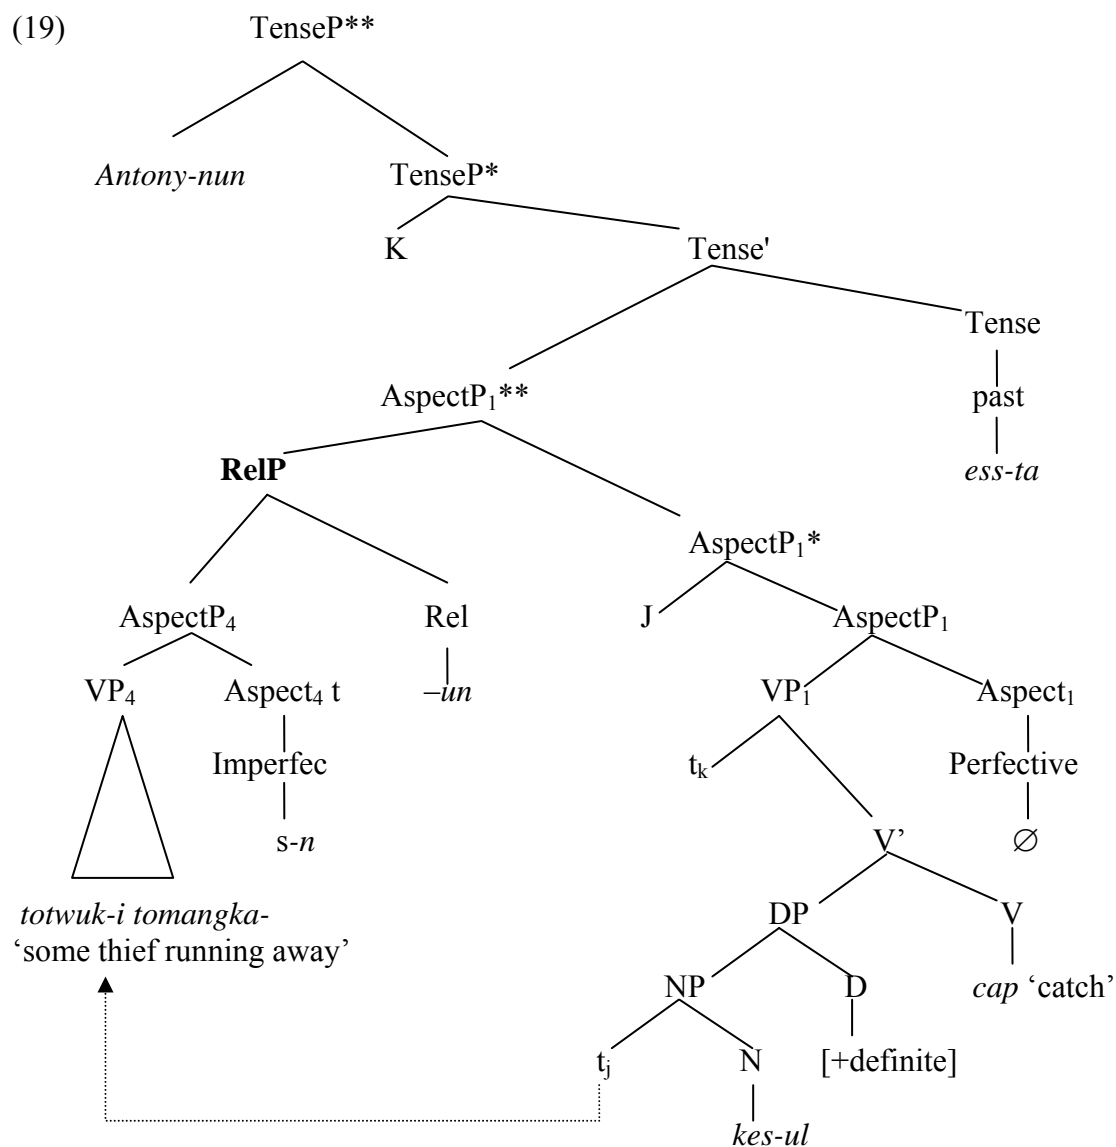 (19) TenseP**
Antony-nun TenseP*
K Tense'
Tense
AspectP₁** past
RelP ess-ta
AspectP₁*
AspectP₄ Rel J AspectP₁
VP₄ Aspect₄ t –un VP₁ Aspect₁
Imperfec tₖ Perfective
s-n V’ ∅
totwuk-i tomangka- DP V
‘some thief running away’
NP D cap ‘catch’
tⱼ N [+definite]
kes-ul